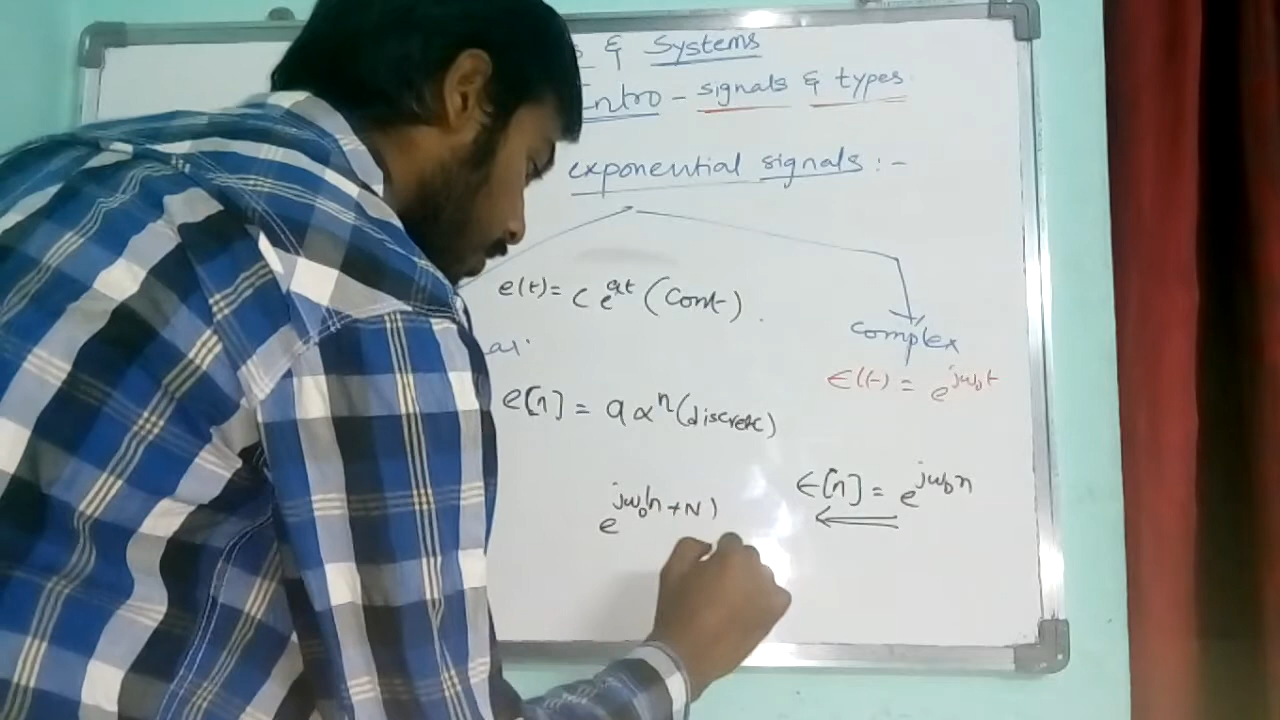 & Systems
Intro - signals & types
exponential signals : -
e(t) = C e^{at} (Cont).
complex
E(t) = e^{jω₀t}
e[n] = a α^n (discrete)
E[n] = e^{jω₀n}
e^{jω₀(n+N)}